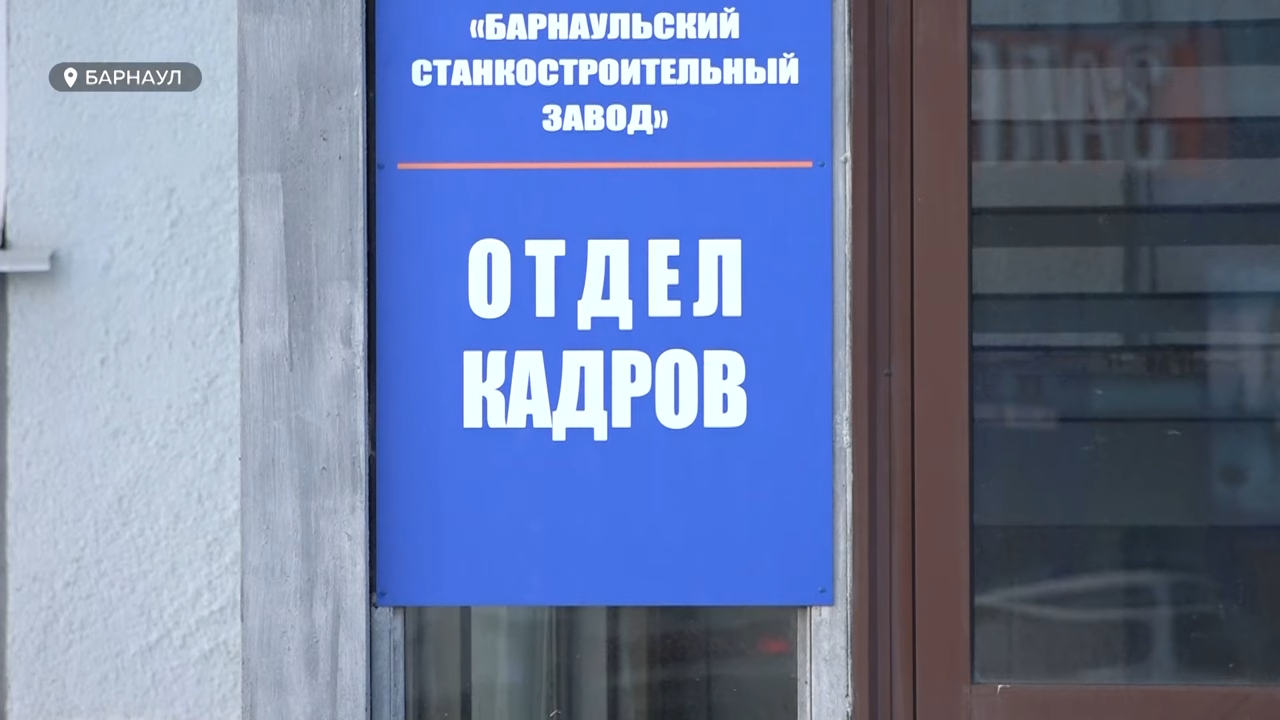 БАРНАУЛ
«БАРНАУЛЬСКИЙ
СТАНКОСТРОИТЕЛЬНЫЙ
ЗАВОД»
ОТДЕЛ
КАДРОВ